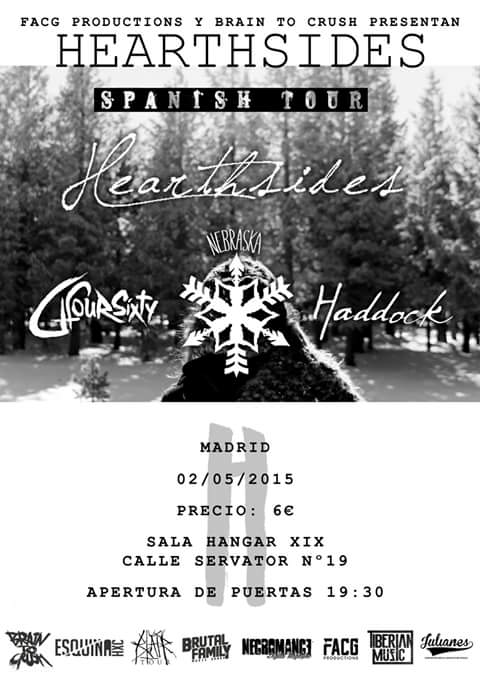 FACG PRODUCTIONS Y BRAIN TO CRUSH PRESENTAN
HEARTHSIDES
SPANISH TOUR
Hearthsides
NEBRASKA
GFourSixty
Haddock
MADRID
02/05/2015
PRECIO: 6€
SALA HANGAR XIX
CALLE SERVATOR Nº19
APERTURA DE PUERTAS 19:30
BRAIN TO CRUSH
ESQUINA HXC
BRUTAL FAMILY
FACG PRODUCTIONS
TIBERIAN MUSIC
Julianes